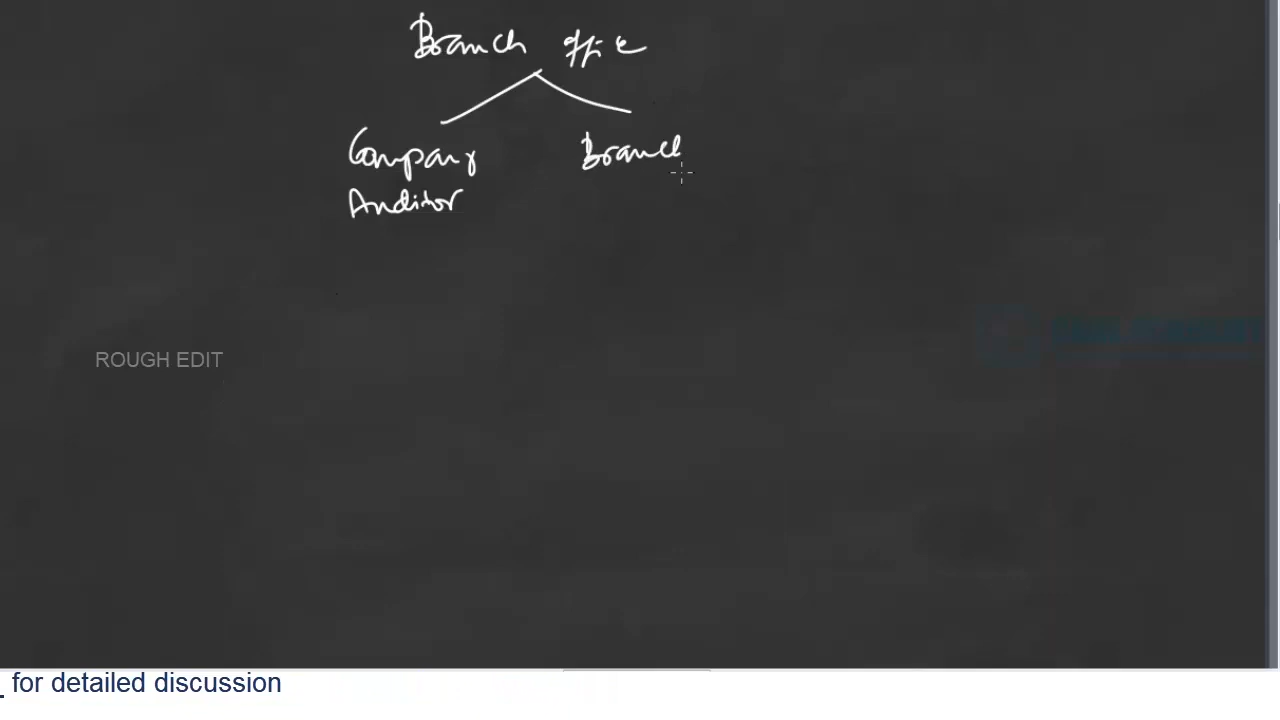 Branch office
Company Branch
Auditor
ROUGH EDIT
for detailed discussion